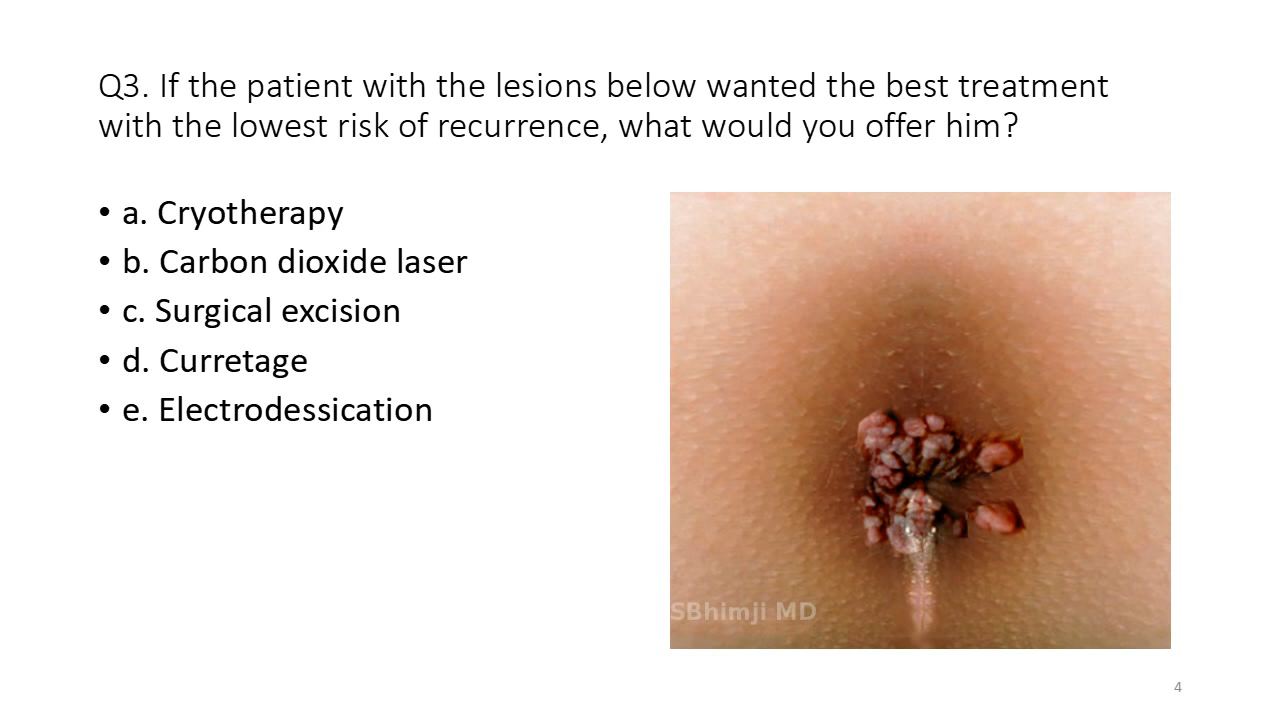 Q3. If the patient with the lesions below wanted the best treatment
with the lowest risk of recurrence, what would you offer him?
• a. Cryotherapy
• b. Carbon dioxide laser
• c. Surgical excision
• d. Curretage
• e. Electrodessication
SBhimji MD
4